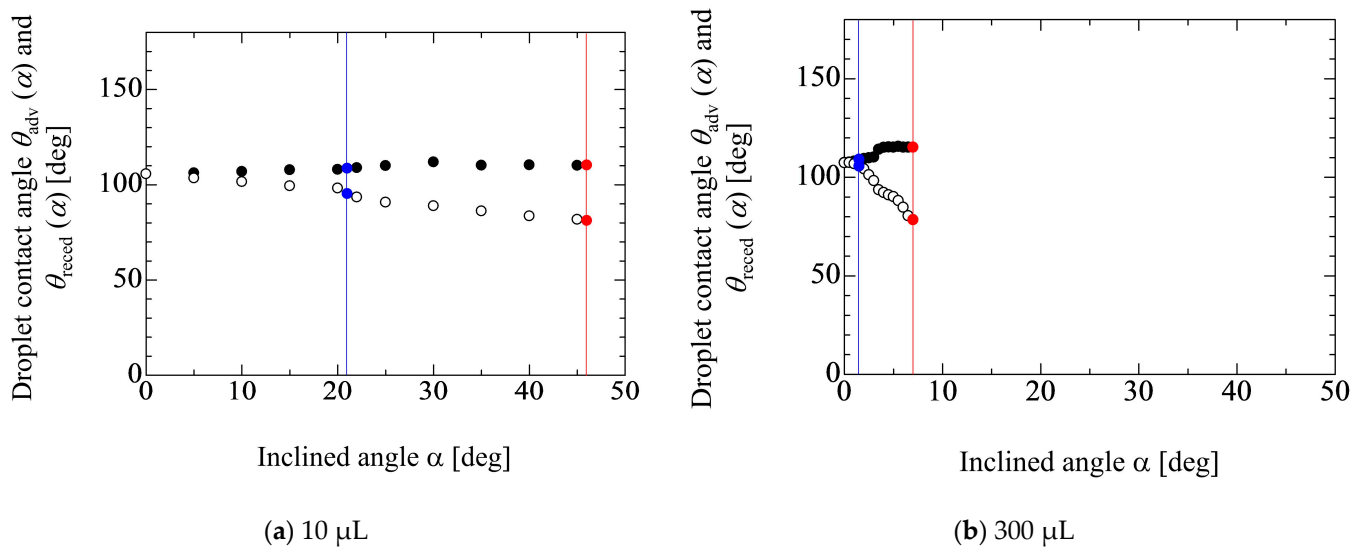 Droplet contact angle θadv (α) and
θreced (α) [deg]
150
100
50
0
0 10 20 30 40 50
Inclined angle α [deg]
(a) 10 μL
Droplet contact angle θadv (α) and
θreced (α) [deg]
150
100
50
0
0 10 20 30 40 50
Inclined angle α [deg]
(b) 300 μL